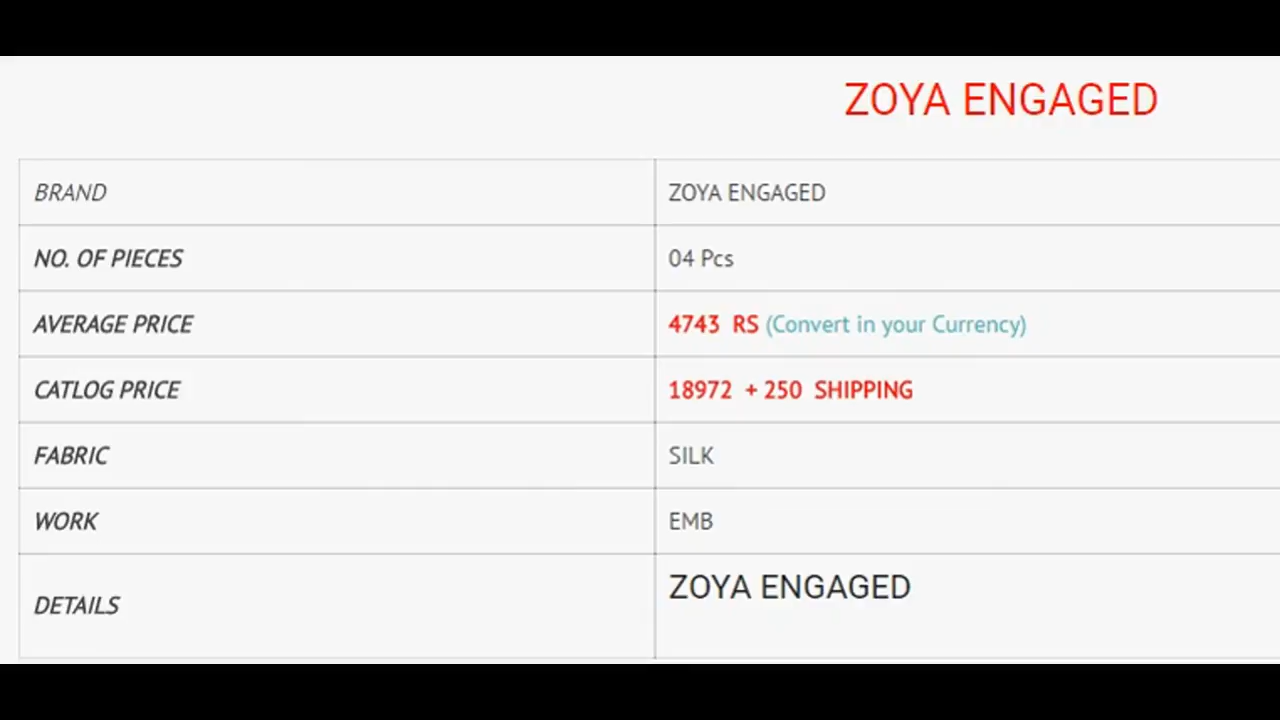 ZOYA ENGAGED
BRAND ZOYA ENGAGED
NO. OF PIECES 04 Pcs
AVERAGE PRICE 4743 RS (Convert in your Currency)
CATLOG PRICE 18972 + 250 SHIPPING
FABRIC SILK
WORK EMB
DETAILS ZOYA ENGAGED